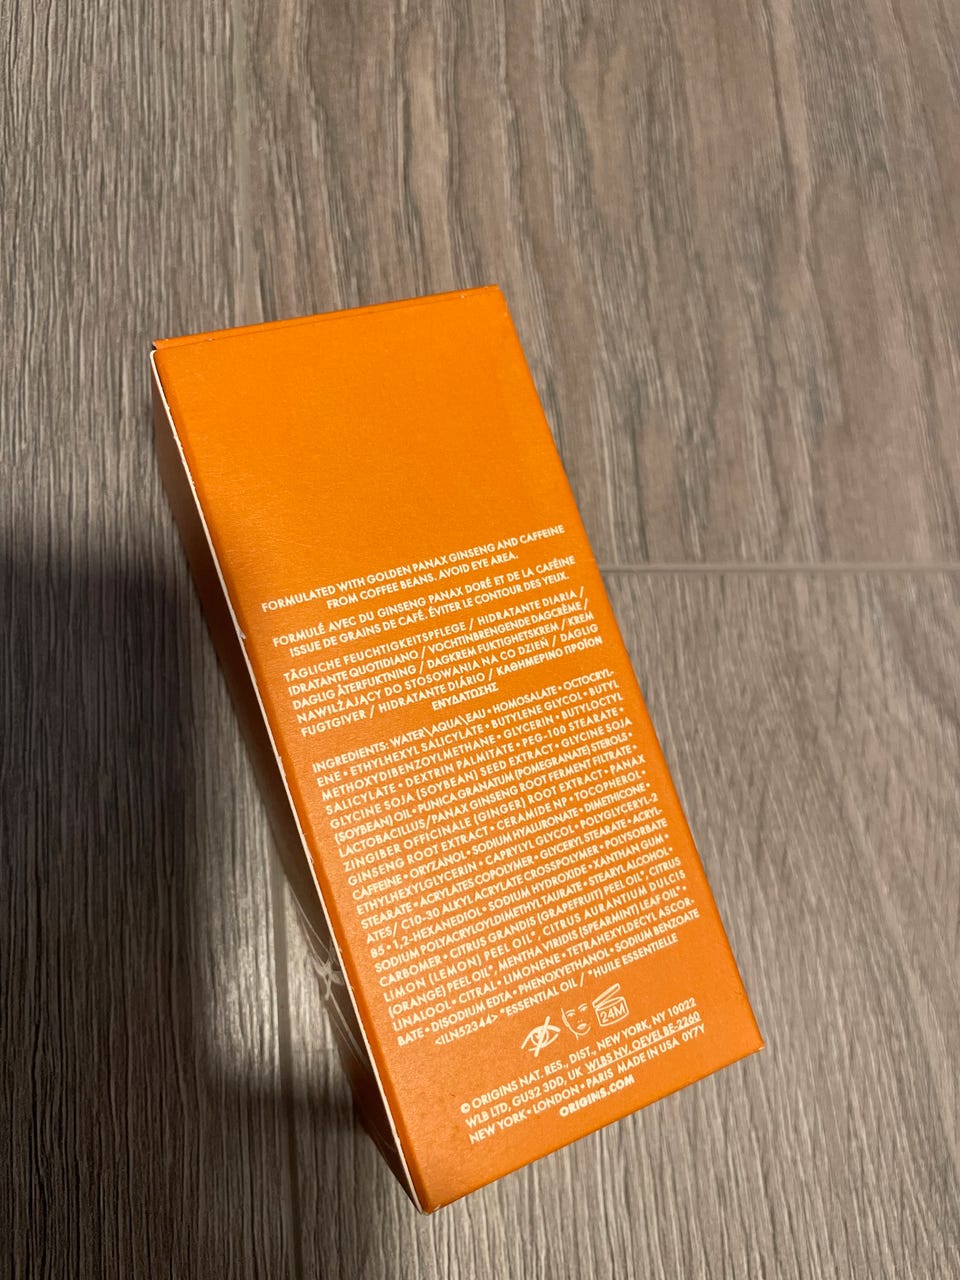 FORMULATED WITH GOLDEN PANAX GINSENG AND CAFFEINE
FROM COFFEE BEANS. AVOID EYE AREA.
FORMULÉ AVEC DU GINSENG PANAX DORÉ ET DE LA CAFÉINE
ISSUE DE GRAINS DE CAFÉ. ÉVITER LE CONTOUR DES YEUX.
TÄGLICHE FEUCHTIGKEITSPFLEGE / HIDRATANTE DIARIA /
IDRATANTE QUOTIDIANO / VOCHTINBRENGENDE DAGCRÈME /
DAGLIG ÅTERFUKTNING / DAGKREM FUKTIGHETSKREM / KREM
NAWILŻAJĄCY DO STOSOWANIA NA CO DZIEŃ / DAGLIG
FUGTGIVER / HIDRATANTE DIÁRIO / ΚΑΘΗΜΕΡΙΝΟ ΠΡΟΪΟΝ
ΕΝΥΔΑΤΩΣΗΣ
INGREDIENTS: WATER\AQUA\EAU • HOMOSALATE • OCTOCRYL-
ENE • ETHYLHEXYL SALICYLATE • BUTYLENE GLYCOL • BUTYL
METHOXYDIBENZOYLMETHANE • GLYCERIN • BUTYLOCTYL
SALICYLATE • DEXTRIN PALMITATE • PEG-100 STEARATE •
GLYCINE SOJA (SOYBEAN) SEED EXTRACT • GLYCINE SOJA
(SOYBEAN) OIL • PUNICA GRANATUM (POMEGRANATE) STEROLS •
LACTOBACILLUS/PANAX GINSENG ROOT FERMENT FILTRATE •
ZINGIBER OFFICINALE (GINGER) ROOT EXTRACT • PANAX
GINSENG ROOT EXTRACT • CERAMIDE NP • TOCOPHEROL •
CAFFEINE • ORYZANOL • SODIUM HYALURONATE • DIMETHICONE •
ETHYLHEXYLGLYCERIN • CAPRYLYL GLYCOL • POLYGLYCERYL-2
STEARATE • ACRYLATES COPOLYMER • GLYCERYL STEARATE • ACRYL-
ATES/ C10-30 ALKYL ACRYLATE CROSSPOLYMER • POLYSORBATE
85 • 1,2-HEXANEDIOL • SODIUM HYDROXIDE • XANTHAN GUM •
SODIUM POLYACRYLOYLDIMETHYL TAURATE • STEARYL ALCOHOL •
CARBOMER • CITRUS GRANDIS (GRAPEFRUIT) PEEL OIL*, CITRUS
LIMON (LEMON) PEEL OIL*, CITRUS AURANTIUM DULCIS
(ORANGE) PEEL OIL*, MENTHA VIRIDIS (SPEARMINT) LEAF OIL* •
LINALOOL • CITRAL • LIMONENE • TETRAHEXYLDECYL ASCOR-
BATE • DISODIUM EDTA • PHENOXYETHANOL • SODIUM BENZOATE
<ILN52344> *ESSENTIAL OIL / *HUILE ESSENTIELLE
24M
© ORIGINS NAT. RES., DIST., NEW YORK, NY 10022
WLB LTD, GU32 3DD, UK WLBS NV. OEVEL BE-2260
NEW YORK • LONDON • PARIS MADE IN USA 0Y7Y
ORIGINS.COM